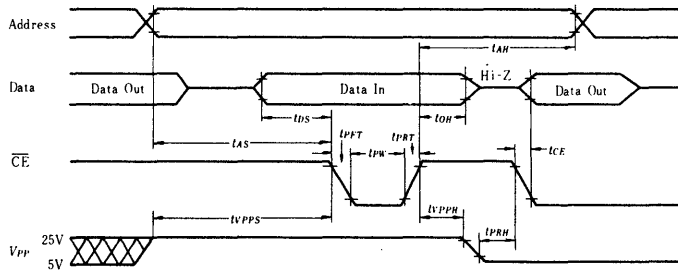 Address
tAH
Data
Data Out
Data In
Hi-Z
Data Out
tDS
tOH
tAS
tPFT
tPW
tPRT
tCE
CE
tVPPS
tVPPH
tPRH
VPP
25V
5V